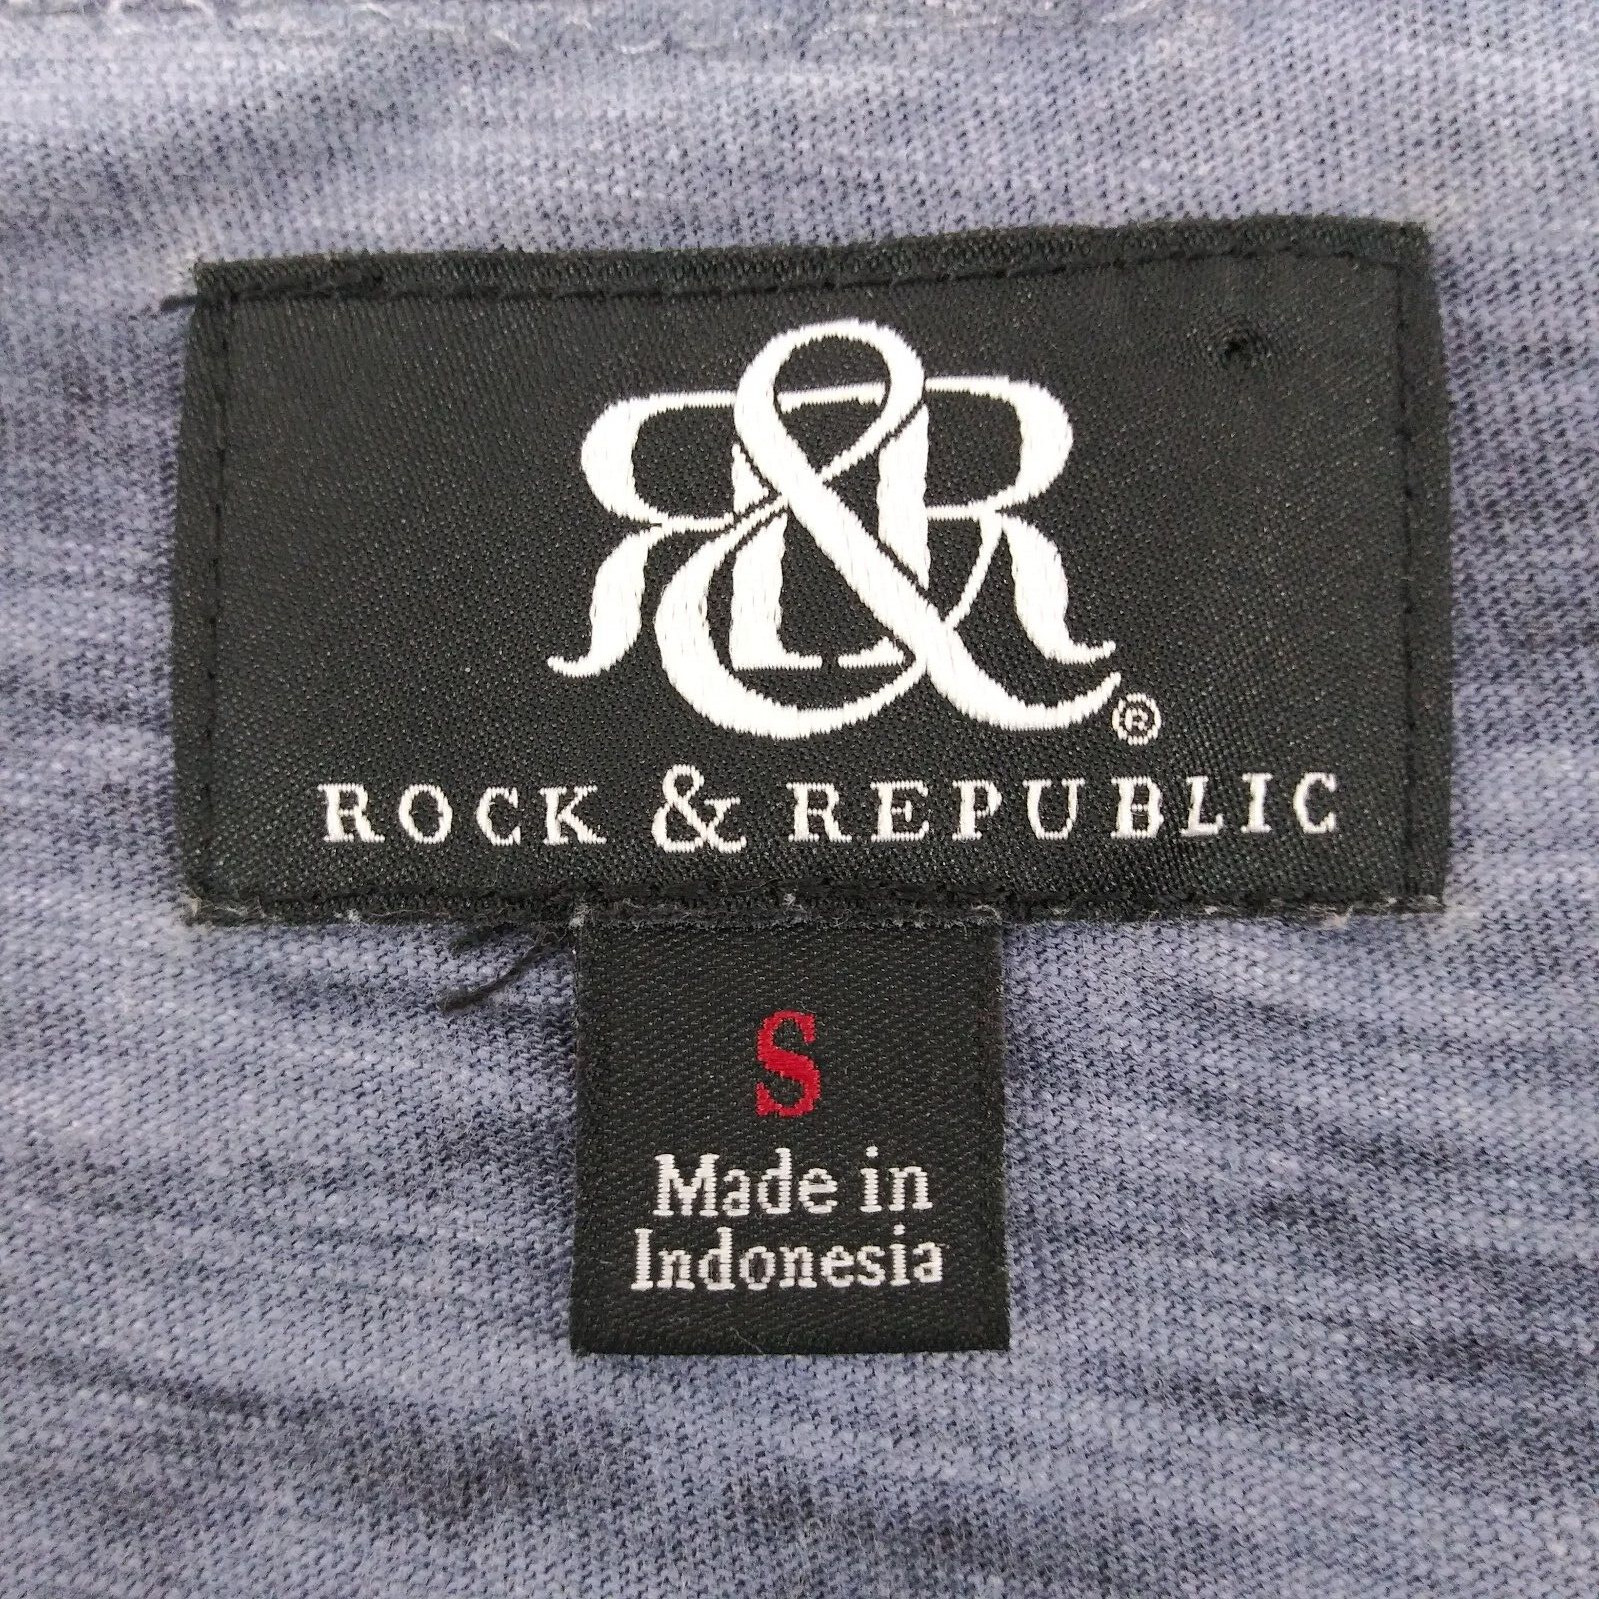 R&R®
ROCK & REPUBLIC
S
Made in
Indonesia